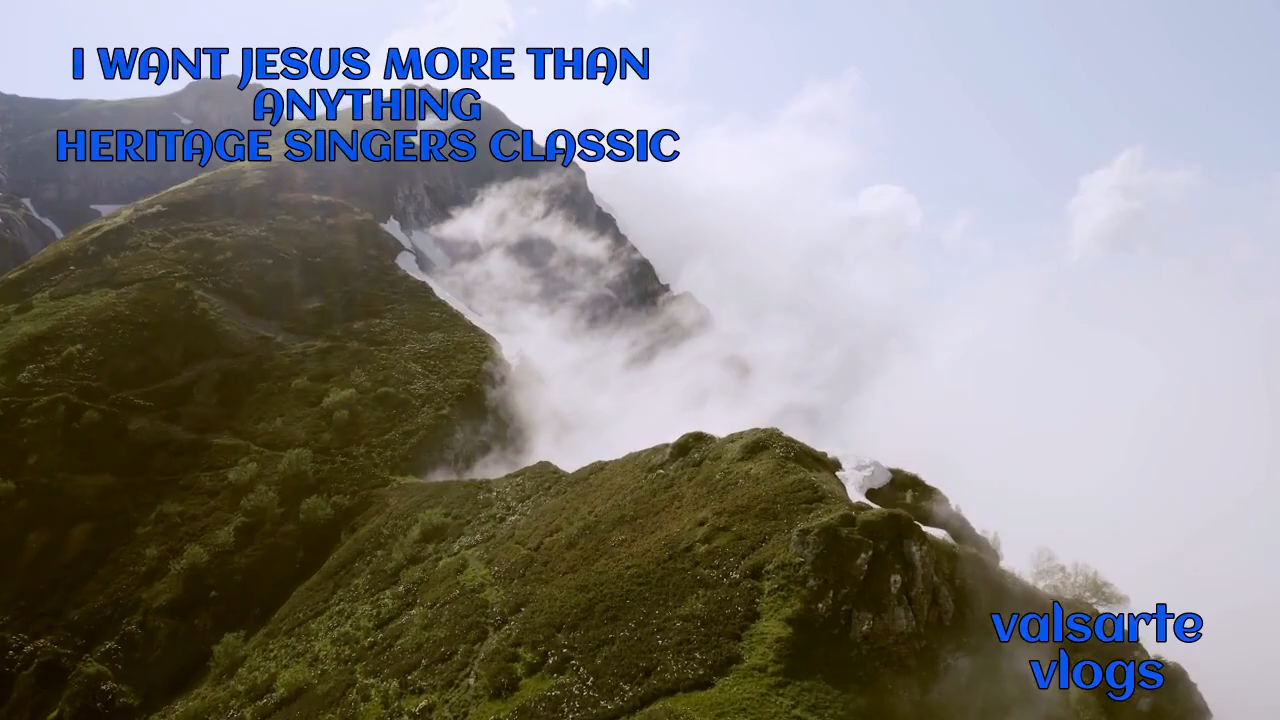 I WANT JESUS MORE THAN
ANYTHING
HERITAGE SINGERS CLASSIC
valsarte
vlogs